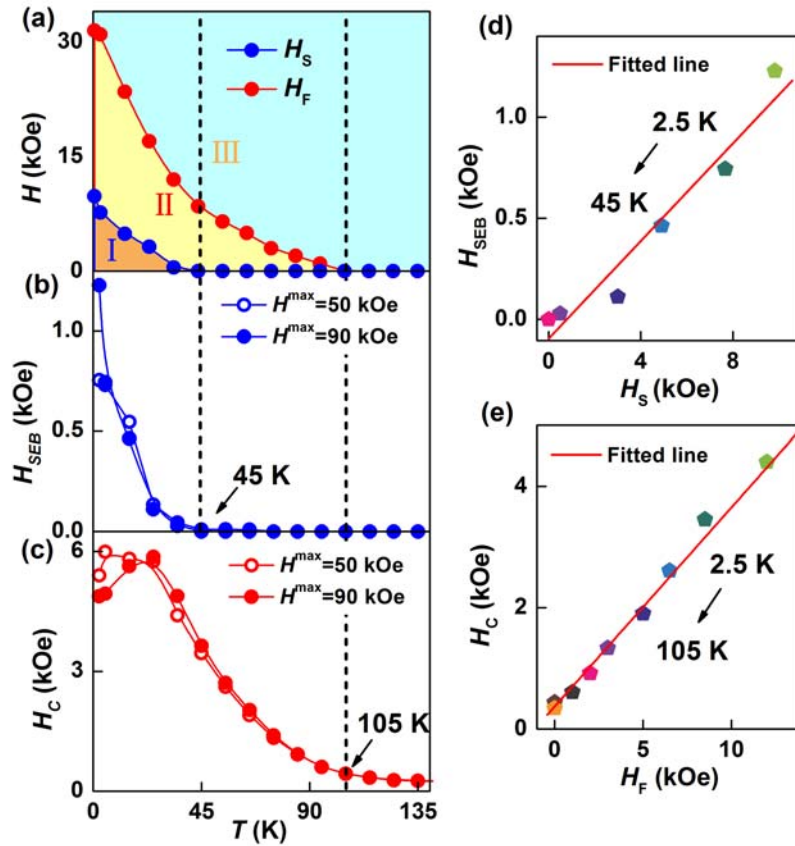 (a)
30
15
0
H (kOe)
H_S
H_F
I
II
III
(b)
1.0
0.5
0.0
H_SEB (kOe)
H^max=50 kOe
H^max=90 kOe
45 K
(c)
6
3
0
H_C (kOe)
H^max=50 kOe
H^max=90 kOe
105 K
0 45 90 135
T (K)
(d)
Fitted line
2.5 K
45 K
1.0
0.5
0.0
H_SEB (kOe)
0 4 8
H_S (kOe)
(e)
Fitted line
2.5 K
105 K
4
2
0
H_C (kOe)
0 5 10
H_F (kOe)